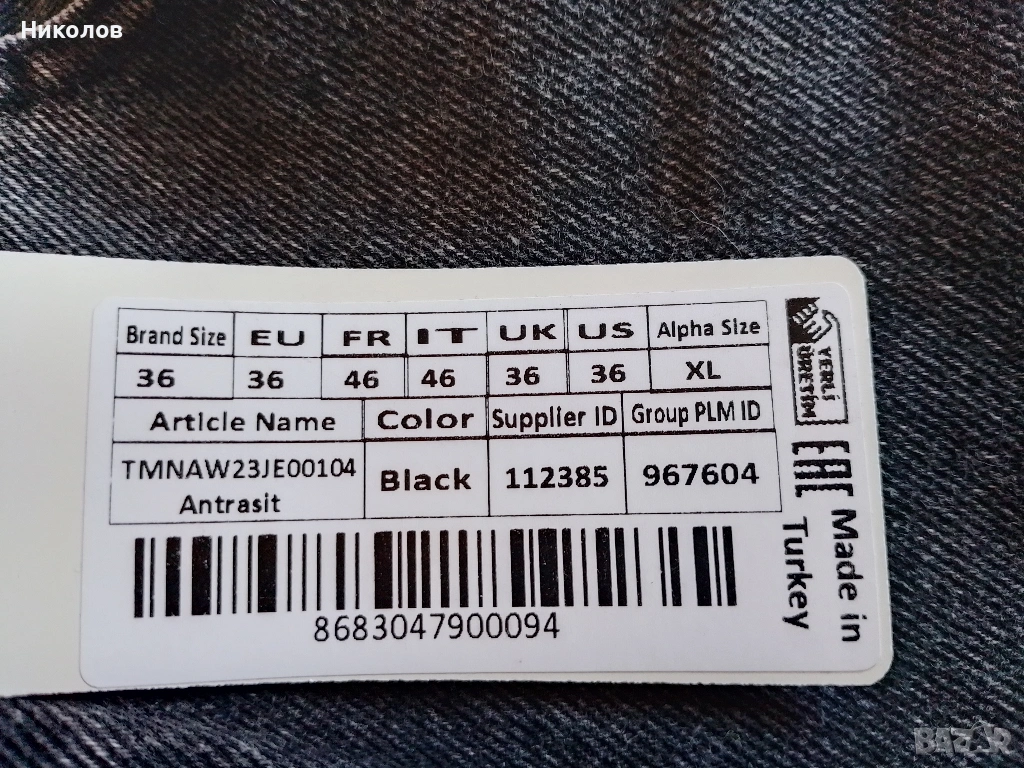 Николов
Brand Size EU FR IT UK US Alpha Size
36 36 46 46 36 36 XL
Article Name Color Supplier ID Group PLM ID
TMNAW23JE00104 Black 112385 967604
Antrasit
8683047900094
YERLİ
ÜRETİM
EAC
Made in
Turkey
BAZAR